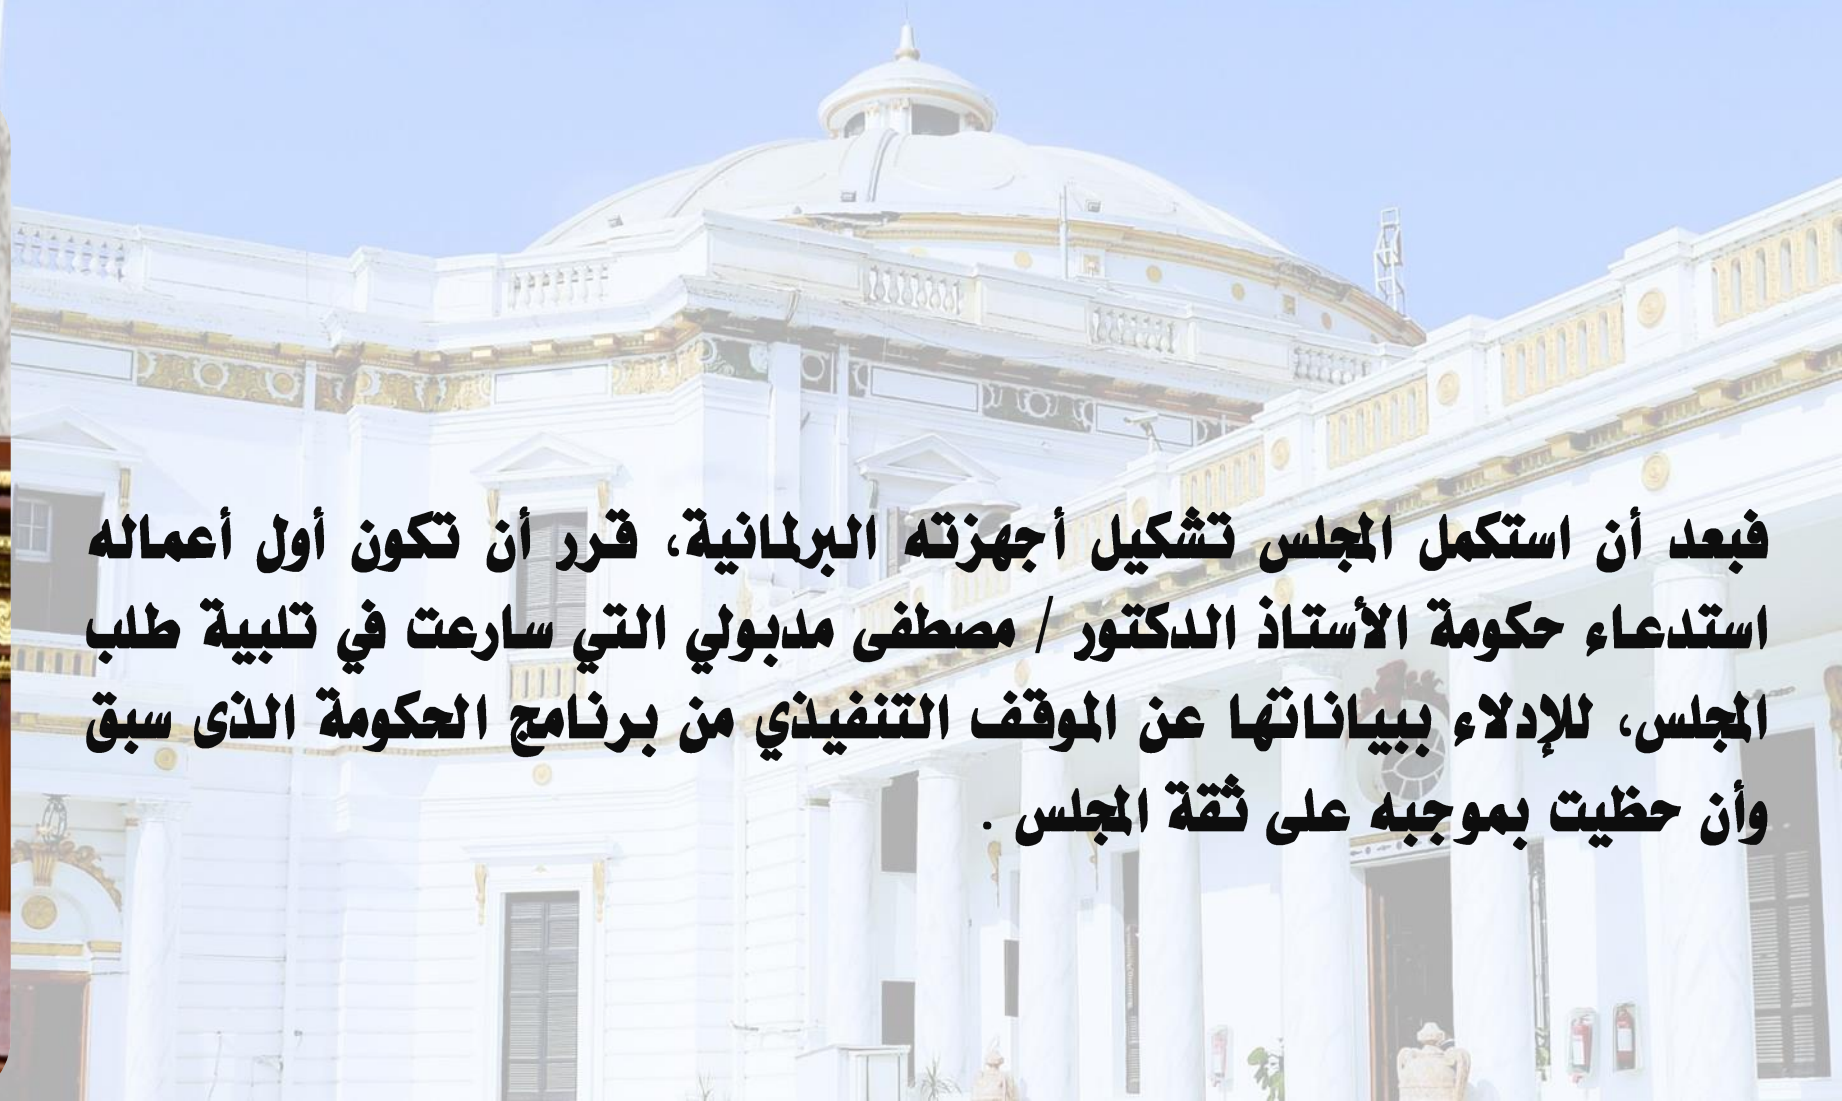 فبعد أن استكمل المجلس تشكيل أجهزته البرلمانية، قرر أن تكون أول أعماله
استدعاء حكومة الأستاذ الدكتور / مصطفى مدبولي التي سارعت في تلبية طلب
المجلس، للإدلاء ببياناتها عن الموقف التنفيذي من برنامج الحكومة الذى سبق
وأن حظيت بموجبه على ثقة المجلس .